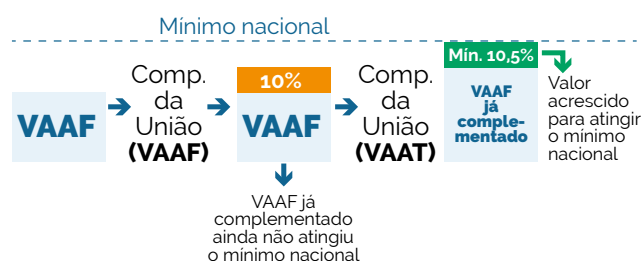 Mínimo nacional
VAAF
Comp.
da
União
(VAAF)
10%
VAAF
VAAF já
complementado
ainda não atingiu
o mínimo nacional
Comp.
da
União
(VAAT)
Mín. 10,5%
VAAF
já
comple-
mentado
Valor
acrescido
para atingir
o mínimo
nacional